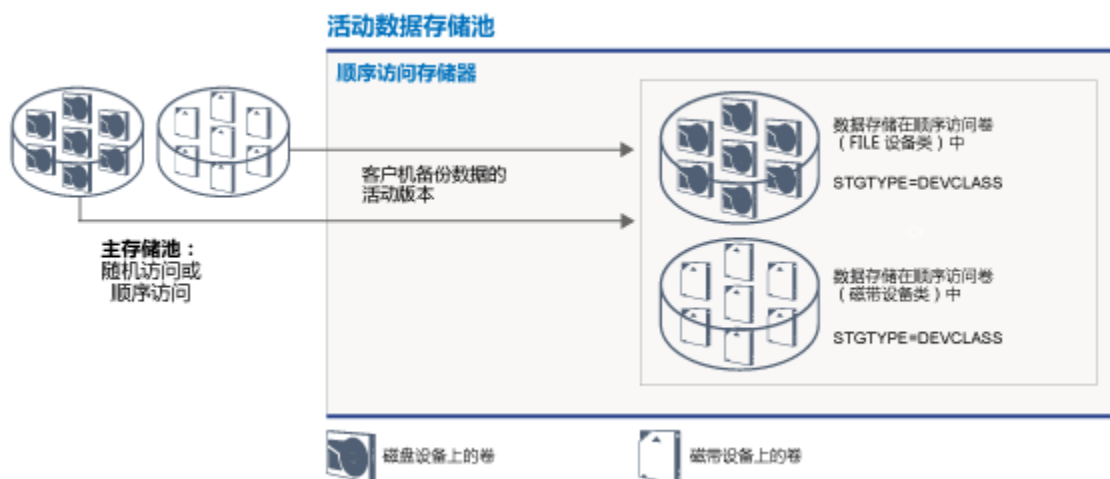 活动数据存储池
顺序访问存储器
数据存储在顺序访问卷
（FILE 设备类）中
STGTYPE=DEVCLASS
客户机备份数据的
活动版本
主存储池：
随机访问或
顺序访问
数据存储在顺序访问卷
（磁带设备类）中
STGTYPE=DEVCLASS
磁盘设备上的卷
磁带设备上的卷